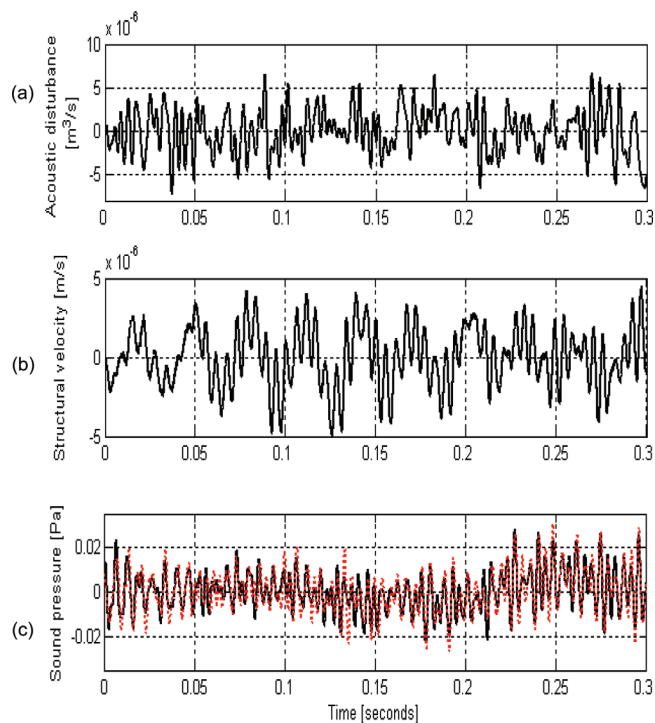 x 10⁻⁶
(a)
Acoustic disturbance
[m³/s]
10
5
0
-5
0 0.05 0.1 0.15 0.2 0.25 0.3
x 10⁻⁶
(b)
Structural velocity [m/s]
5
0
-5
0 0.05 0.1 0.15 0.2 0.25 0.3
(c)
Sound pressure [Pa]
0.02
0
-0.02
0 0.05 0.1 0.15 0.2 0.25 0.3
Time [seconds]